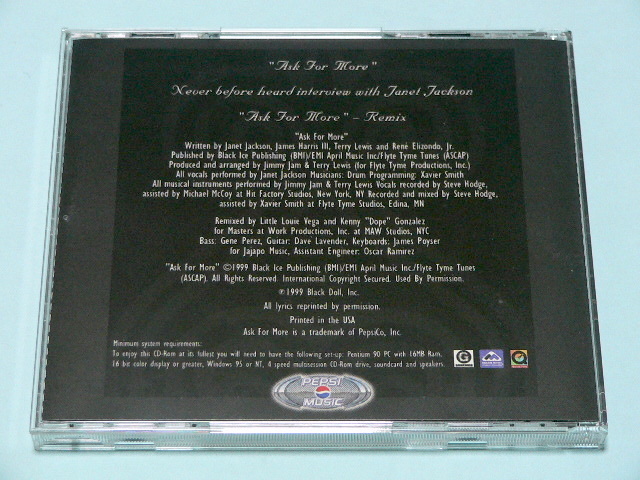 "Ask For More"
Never before heard interview with Janet Jackson
"Ask For More" - Remix
"Ask For More"
Written by Janet Jackson, James Harris III, Terry Lewis and René Elizondo, Jr.
Published by Black Ice Publishing (BMI)/EMI April Music Inc/Flyte Tyme Tunes (ASCAP)
Produced and arranged by Jimmy Jam & Terry Lewis (for Flyte Tyme Productions, Inc.)
All vocals performed by Janet Jackson Musicians: Drum Programming: Xavier Smith
All musical instruments performed by Jimmy Jam & Terry Lewis Vocals recorded by Steve Hodge,
assisted by Michael McCoy at Hit Factory Studios, New York, NY Recorded and mixed by Steve Hodge,
assisted by Xavier Smith at Flyte Tyme Studios, Edina, MN
Remixed by Little Louie Vega and Kenny "Dope" Gonzalez
for Masters at Work Productions, Inc. at MAW Studios, NYC
Bass: Gene Perez, Guitar: Dave Lavender, Keyboards: James Poyser
for Jajapo Music, Assistant Engineer: Oscar Ramirez
"Ask For More" ©1999 Black Ice Publishing (BMI)/EMI April Music Inc./Flyte Tyme Tunes
(ASCAP). All Rights Reserved. International Copyright Secured. Used By Permission.
℗1999 Black Doll, Inc.
All lyrics reprinted by permission.
Printed in the USA
Ask For More is a trademark of PepsiCo, Inc.
Minimum system requirements:
To enjoy this CD-Rom at its fullest you will need to have the following set-up: Pentium 90 PC with 16MB Ram,
16 bit color display or greater, Windows 95 or NT, 4 speed multisession CD-Rom drive, soundcard and speakers.
PEPSI
MUSIC